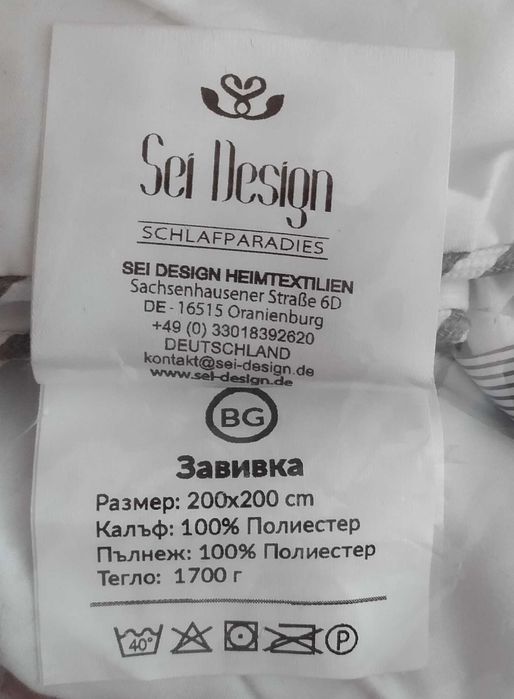 Sei Design
SCHLAFPARADIES
SEI DESIGN HEIMTEXTILIEN
Sachsenhausener Straße 6D
DE - 16515 Oranienburg
+49 (0) 33018392620
DEUTSCHLAND
kontakt@sei-design.de
www.sei-design.de
BG
Завивка
Размер: 200x200 cm
Калъф: 100% Полиестер
Пълнеж: 100% Полиестер
Тегло: 1700 г
40° P